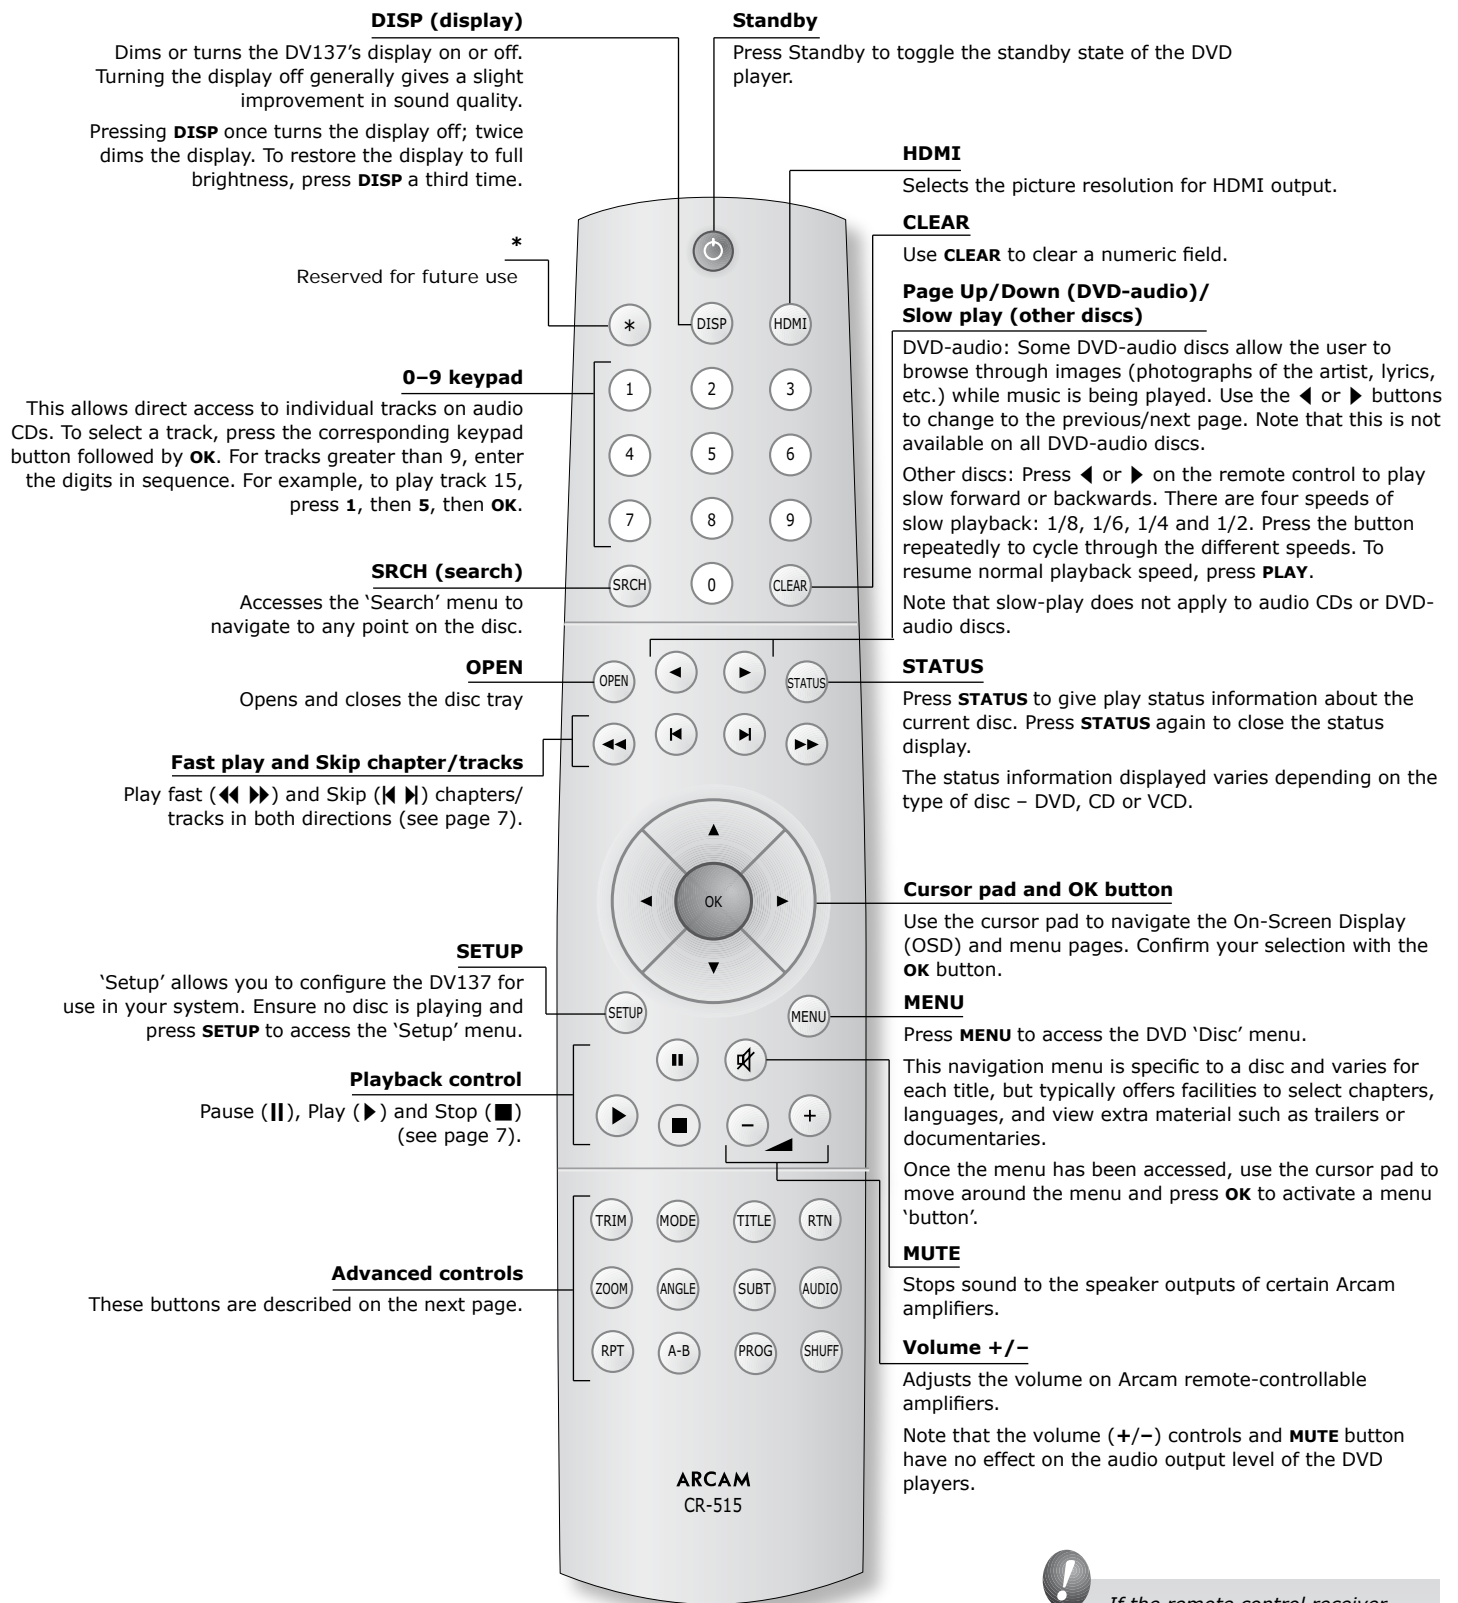 DISP (display)
Dims or turns the DV137’s display on or off.
Turning the display off generally gives a slight
improvement in sound quality.
Pressing DISP once turns the display off; twice
dims the display. To restore the display to full
brightness, press DISP a third time.
*
Reserved for future use
0–9 keypad
This allows direct access to individual tracks on audio
CDs. To select a track, press the corresponding keypad
button followed by OK. For tracks greater than 9, enter
the digits in sequence. For example, to play track 15,
press 1, then 5, then OK.
SRCH (search)
Accesses the ‘Search’ menu to
navigate to any point on the disc.
OPEN
Opens and closes the disc tray
Fast play and Skip chapter/tracks
Play fast (◀◀ ▶▶) and Skip (|◀ ▶|) chapters/
tracks in both directions (see page 7).
SETUP
‘Setup’ allows you to configure the DV137 for
use in your system. Ensure no disc is playing and
press SETUP to access the ‘Setup’ menu.
Playback control
Pause (||), Play (▶) and Stop (■)
(see page 7).
Advanced controls
These buttons are described on the next page.
* DISP HDMI
1 2 3
4 5 6
7 8 9
SRCH 0 CLEAR
OPEN ◀ ▶ STATUS
◀◀ |◀ ▶| ▶▶
▲
◀ OK ▶
▼
SETUP MENU
||
▶ ■ − +
TRIM MODE TITLE RTN
ZOOM ANGLE SUBT AUDIO
RPT A-B PROG SHUFF
ARCAM
CR-515
Standby
Press Standby to toggle the standby state of the DVD
player.
HDMI
Selects the picture resolution for HDMI output.
CLEAR
Use CLEAR to clear a numeric field.
Page Up/Down (DVD-audio)/
Slow play (other discs)
DVD-audio: Some DVD-audio discs allow the user to
browse through images (photographs of the artist, lyrics,
etc.) while music is being played. Use the ◀ or ▶ buttons
to change to the previous/next page. Note that this is not
available on all DVD-audio discs.
Other discs: Press ◀ or ▶ on the remote control to play
slow forward or backwards. There are four speeds of
slow playback: 1/8, 1/6, 1/4 and 1/2. Press the button
repeatedly to cycle through the different speeds. To
resume normal playback speed, press PLAY.
Note that slow-play does not apply to audio CDs or DVD-
audio discs.
STATUS
Press STATUS to give play status information about the
current disc. Press STATUS again to close the status
display.
The status information displayed varies depending on the
type of disc – DVD, CD or VCD.
Cursor pad and OK button
Use the cursor pad to navigate the On-Screen Display
(OSD) and menu pages. Confirm your selection with the
OK button.
MENU
Press MENU to access the DVD ‘Disc’ menu.
This navigation menu is specific to a disc and varies for
each title, but typically offers facilities to select chapters,
languages, and view extra material such as trailers or
documentaries.
Once the menu has been accessed, use the cursor pad to
move around the menu and press OK to activate a menu
‘button’.
MUTE
Stops sound to the speaker outputs of certain Arcam
amplifiers.
Volume +/–
Adjusts the volume on Arcam remote-controllable
amplifiers.
Note that the volume (+/–) controls and MUTE button
have no effect on the audio output level of the DVD
players.
!
If the remote control receiver